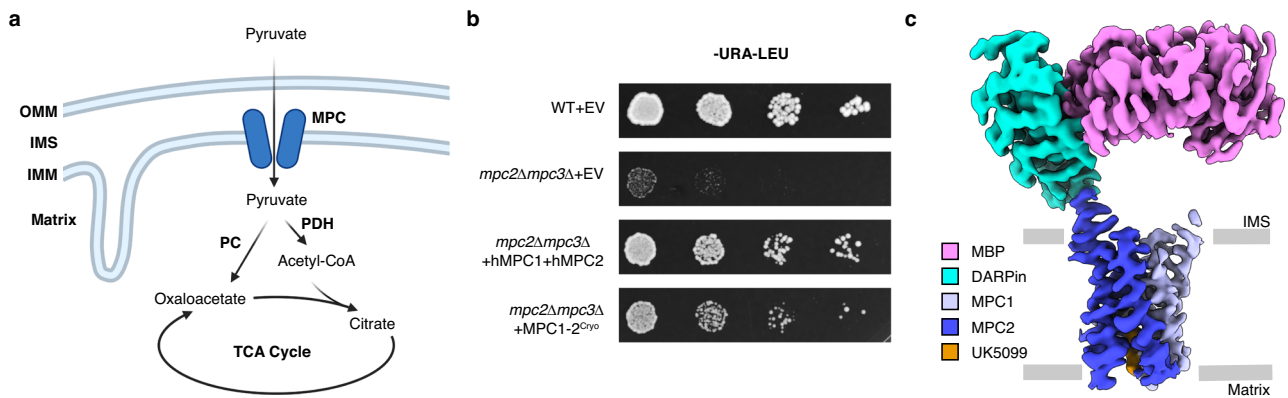 a
Pyruvate
OMM
MPC
IMS
IMM
Pyruvate
Matrix
PDH
PC
Acetyl-CoA
Oxaloacetate
Citrate
TCA Cycle
b
-URA-LEU
WT+EV
mpc2Δmpc3Δ+EV
mpc2Δmpc3Δ
+hMPC1+hMPC2
mpc2Δmpc3Δ
+MPC1-2ᶜʳʸᵒ
c
IMS
MBP
DARPin
MPC1
MPC2
UK5099
Matrix